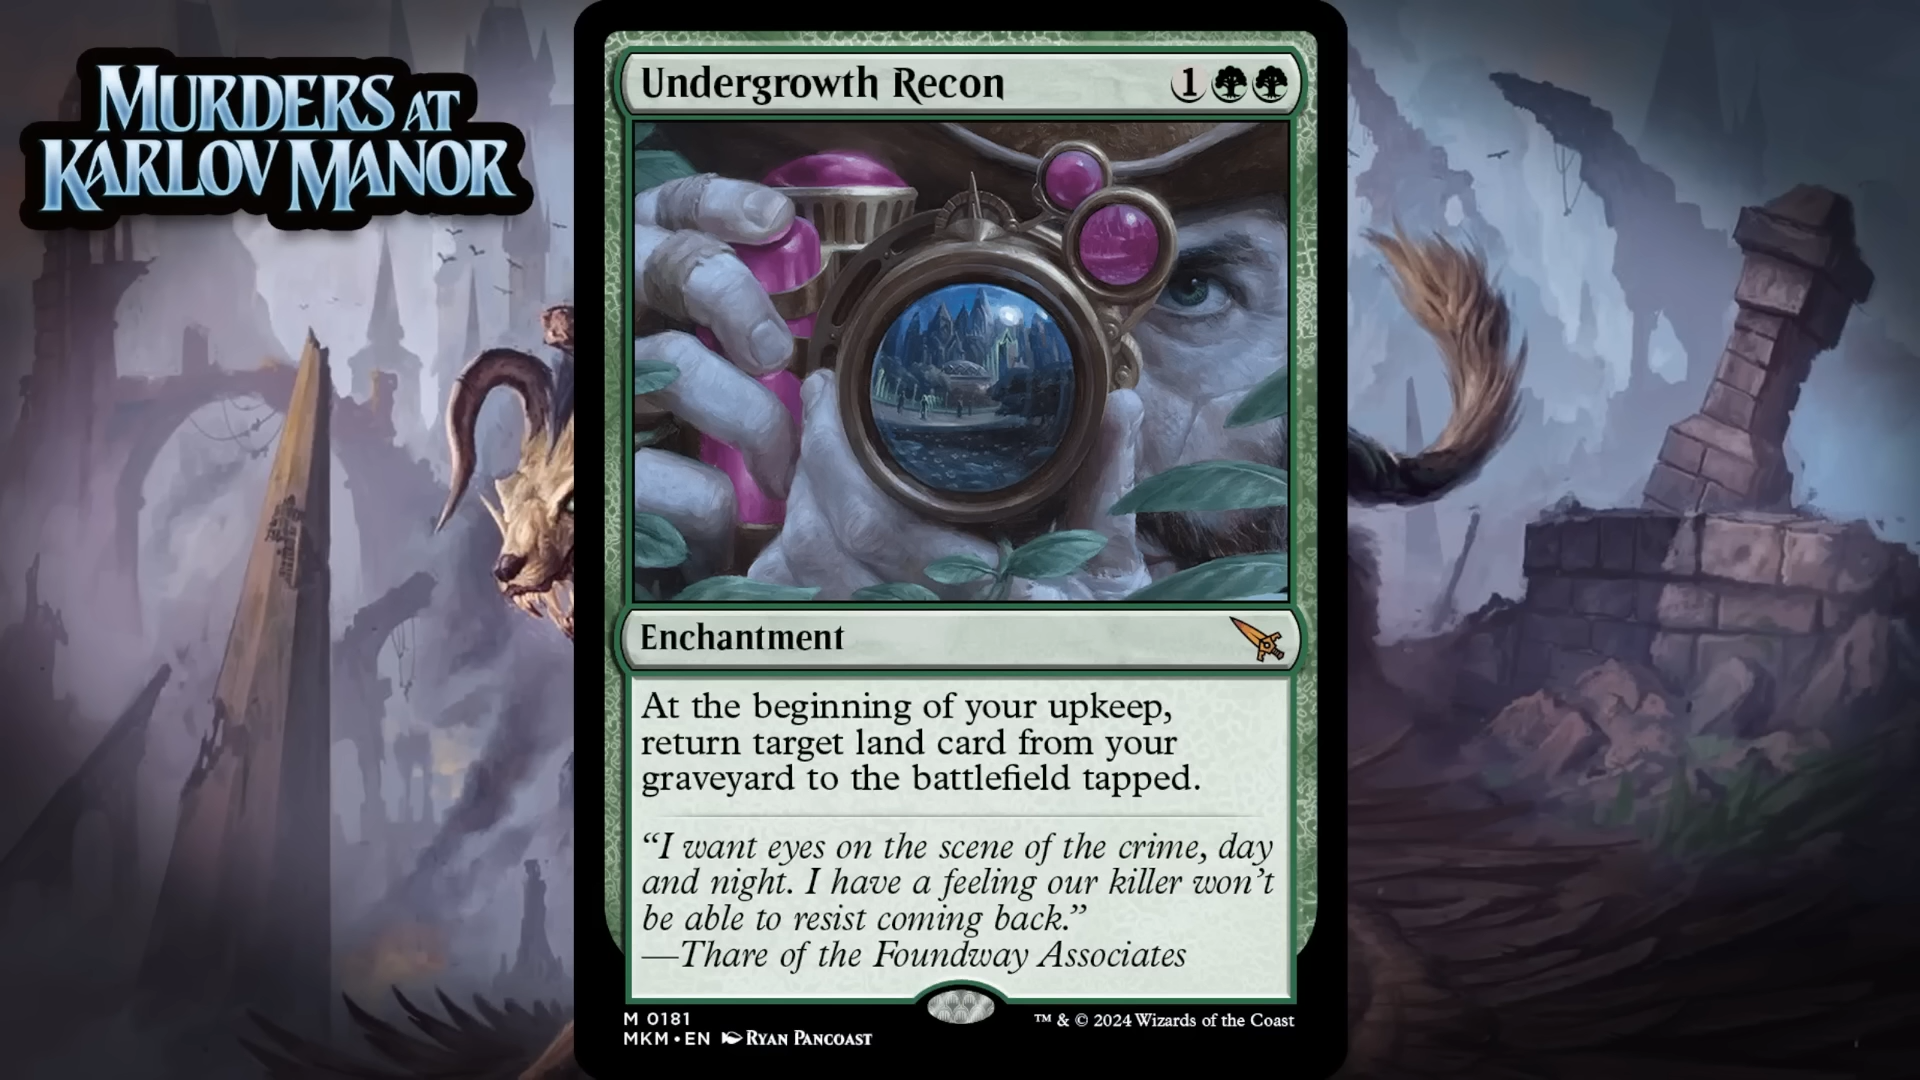 MURDERS AT
KARLOV MANOR
Undergrowth Recon
1
Enchantment
At the beginning of your upkeep,
return target land card from your
graveyard to the battlefield tapped.
“I want eyes on the scene of the crime, day
and night. I have a feeling our killer won’t
be able to resist coming back.”
—Thare of the Foundway Associates
M 0181
MKM • EN RYAN PANCOAST
™ & © 2024 Wizards of the Coast